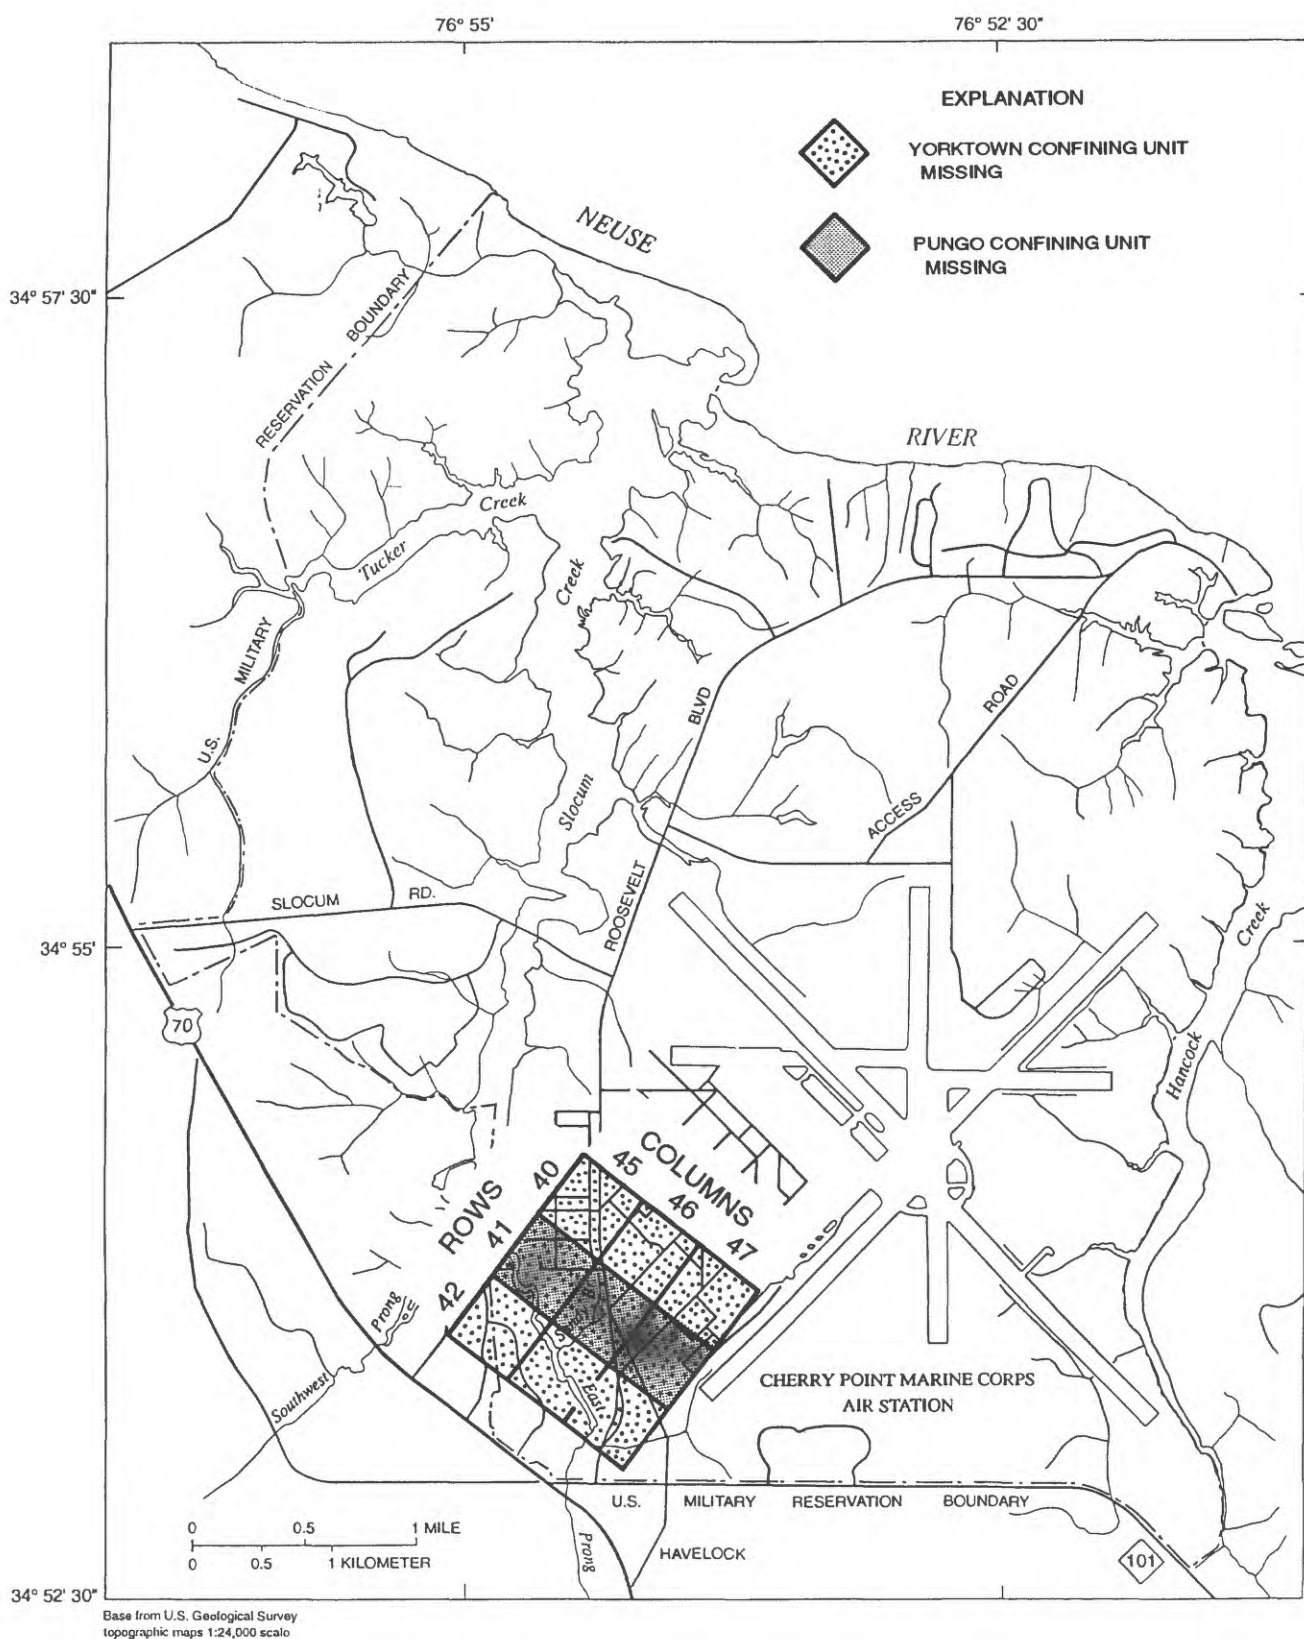 76° 55'
76° 52' 30"
EXPLANATION
YORKTOWN CONFINING UNIT
MISSING
PUNGO CONFINING UNIT
MISSING
NEUSE
34° 57' 30"
RESERVATION BOUNDARY
RIVER
Creek
Tucker
Creek
U.S. MILITARY
BLVD
ROAD
Slocum
ACCESS
ROOSEVELT
SLOCUM RD.
Creek
34° 55'
70
Hancock
COLUMNS
ROWS
40
45
46
41
47
42
Prong
Southwest
East
CHERRY POINT MARINE CORPS
AIR STATION
U.S. MILITARY RESERVATION BOUNDARY
0 0.5 1 MILE
0 0.5 1 KILOMETER
Prong
HAVELOCK
101
34° 52' 30"
Base from U.S. Geological Survey
topographic maps 1:24,000 scale